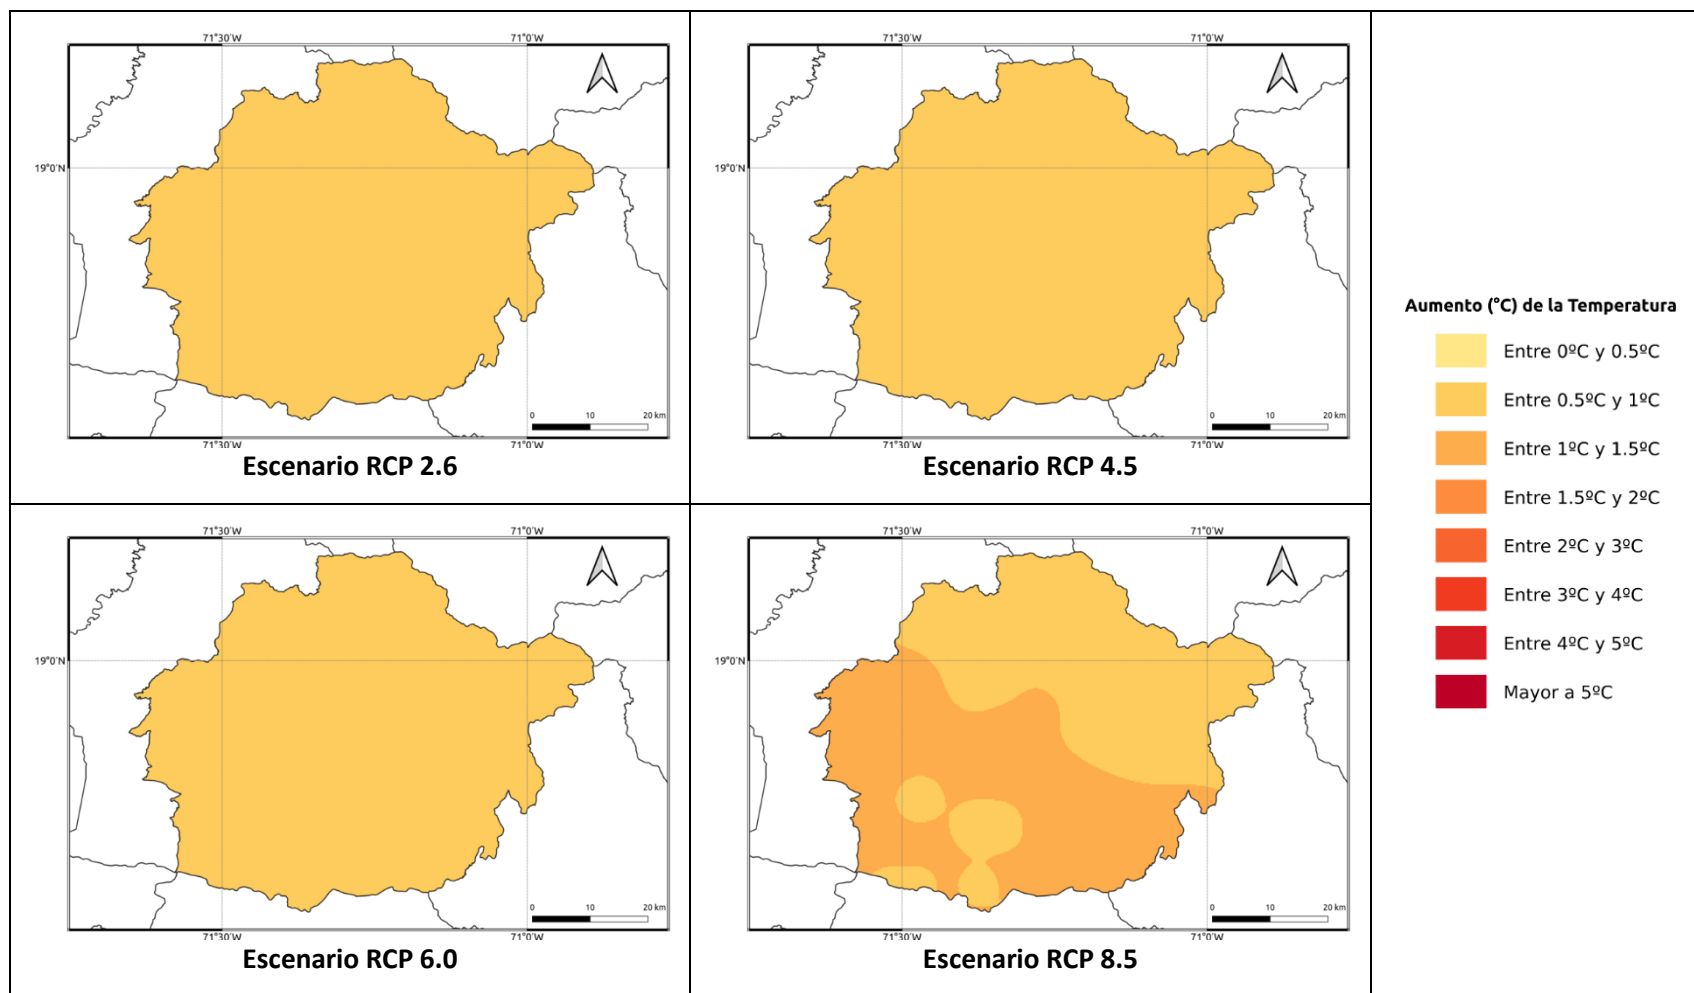 71°30'W 71°0'W
19°0'N
0 10 20 km
71°30'W 71°0'W
Escenario RCP 2.6
71°30'W 71°0'W
19°0'N
0 10 20 km
71°30'W 71°0'W
Escenario RCP 4.5
71°30'W 71°0'W
19°0'N
0 10 20 km
71°30'W 71°0'W
Escenario RCP 6.0
71°30'W 71°0'W
19°0'N
0 10 20 km
71°30'W 71°0'W
Escenario RCP 8.5
Aumento (°C) de la Temperatura
Entre 0ºC y 0.5ºC
Entre 0.5ºC y 1ºC
Entre 1ºC y 1.5ºC
Entre 1.5ºC y 2ºC
Entre 2ºC y 3ºC
Entre 3ºC y 4ºC
Entre 4ºC y 5ºC
Mayor a 5ºC